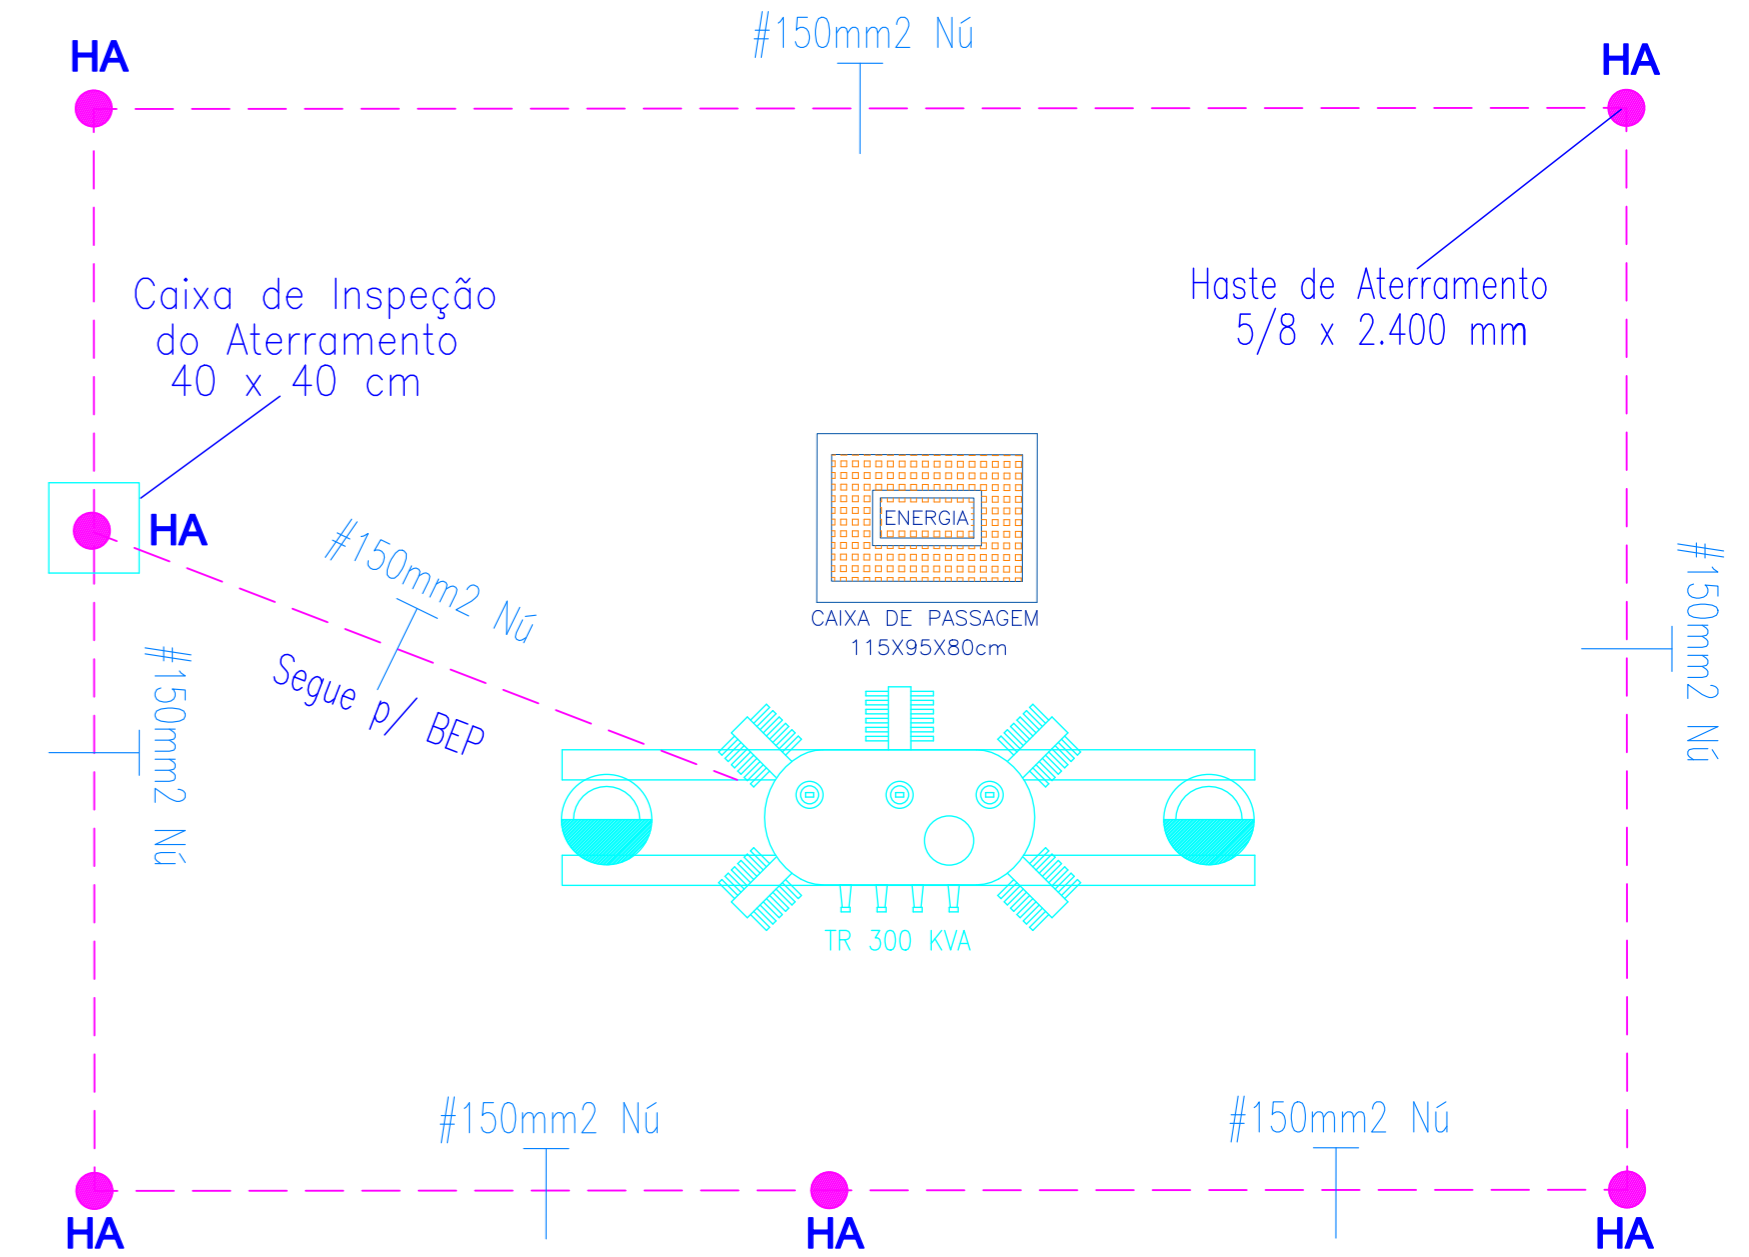 #150mm2 Nú
HA
HA
Caixa de Inspeção
do Aterramento
40 x 40 cm
Haste de Aterramento
5/8 x 2.400 mm
HA
#150mm2 Nú
Segue p/ BEP
ENERGIA
CAIXA DE PASSAGEM
115X95X80cm
#150mm2 Nú
#150mm2 Nú
TR 300 KVA
#150mm2 Nú
#150mm2 Nú
HA
HA
HA